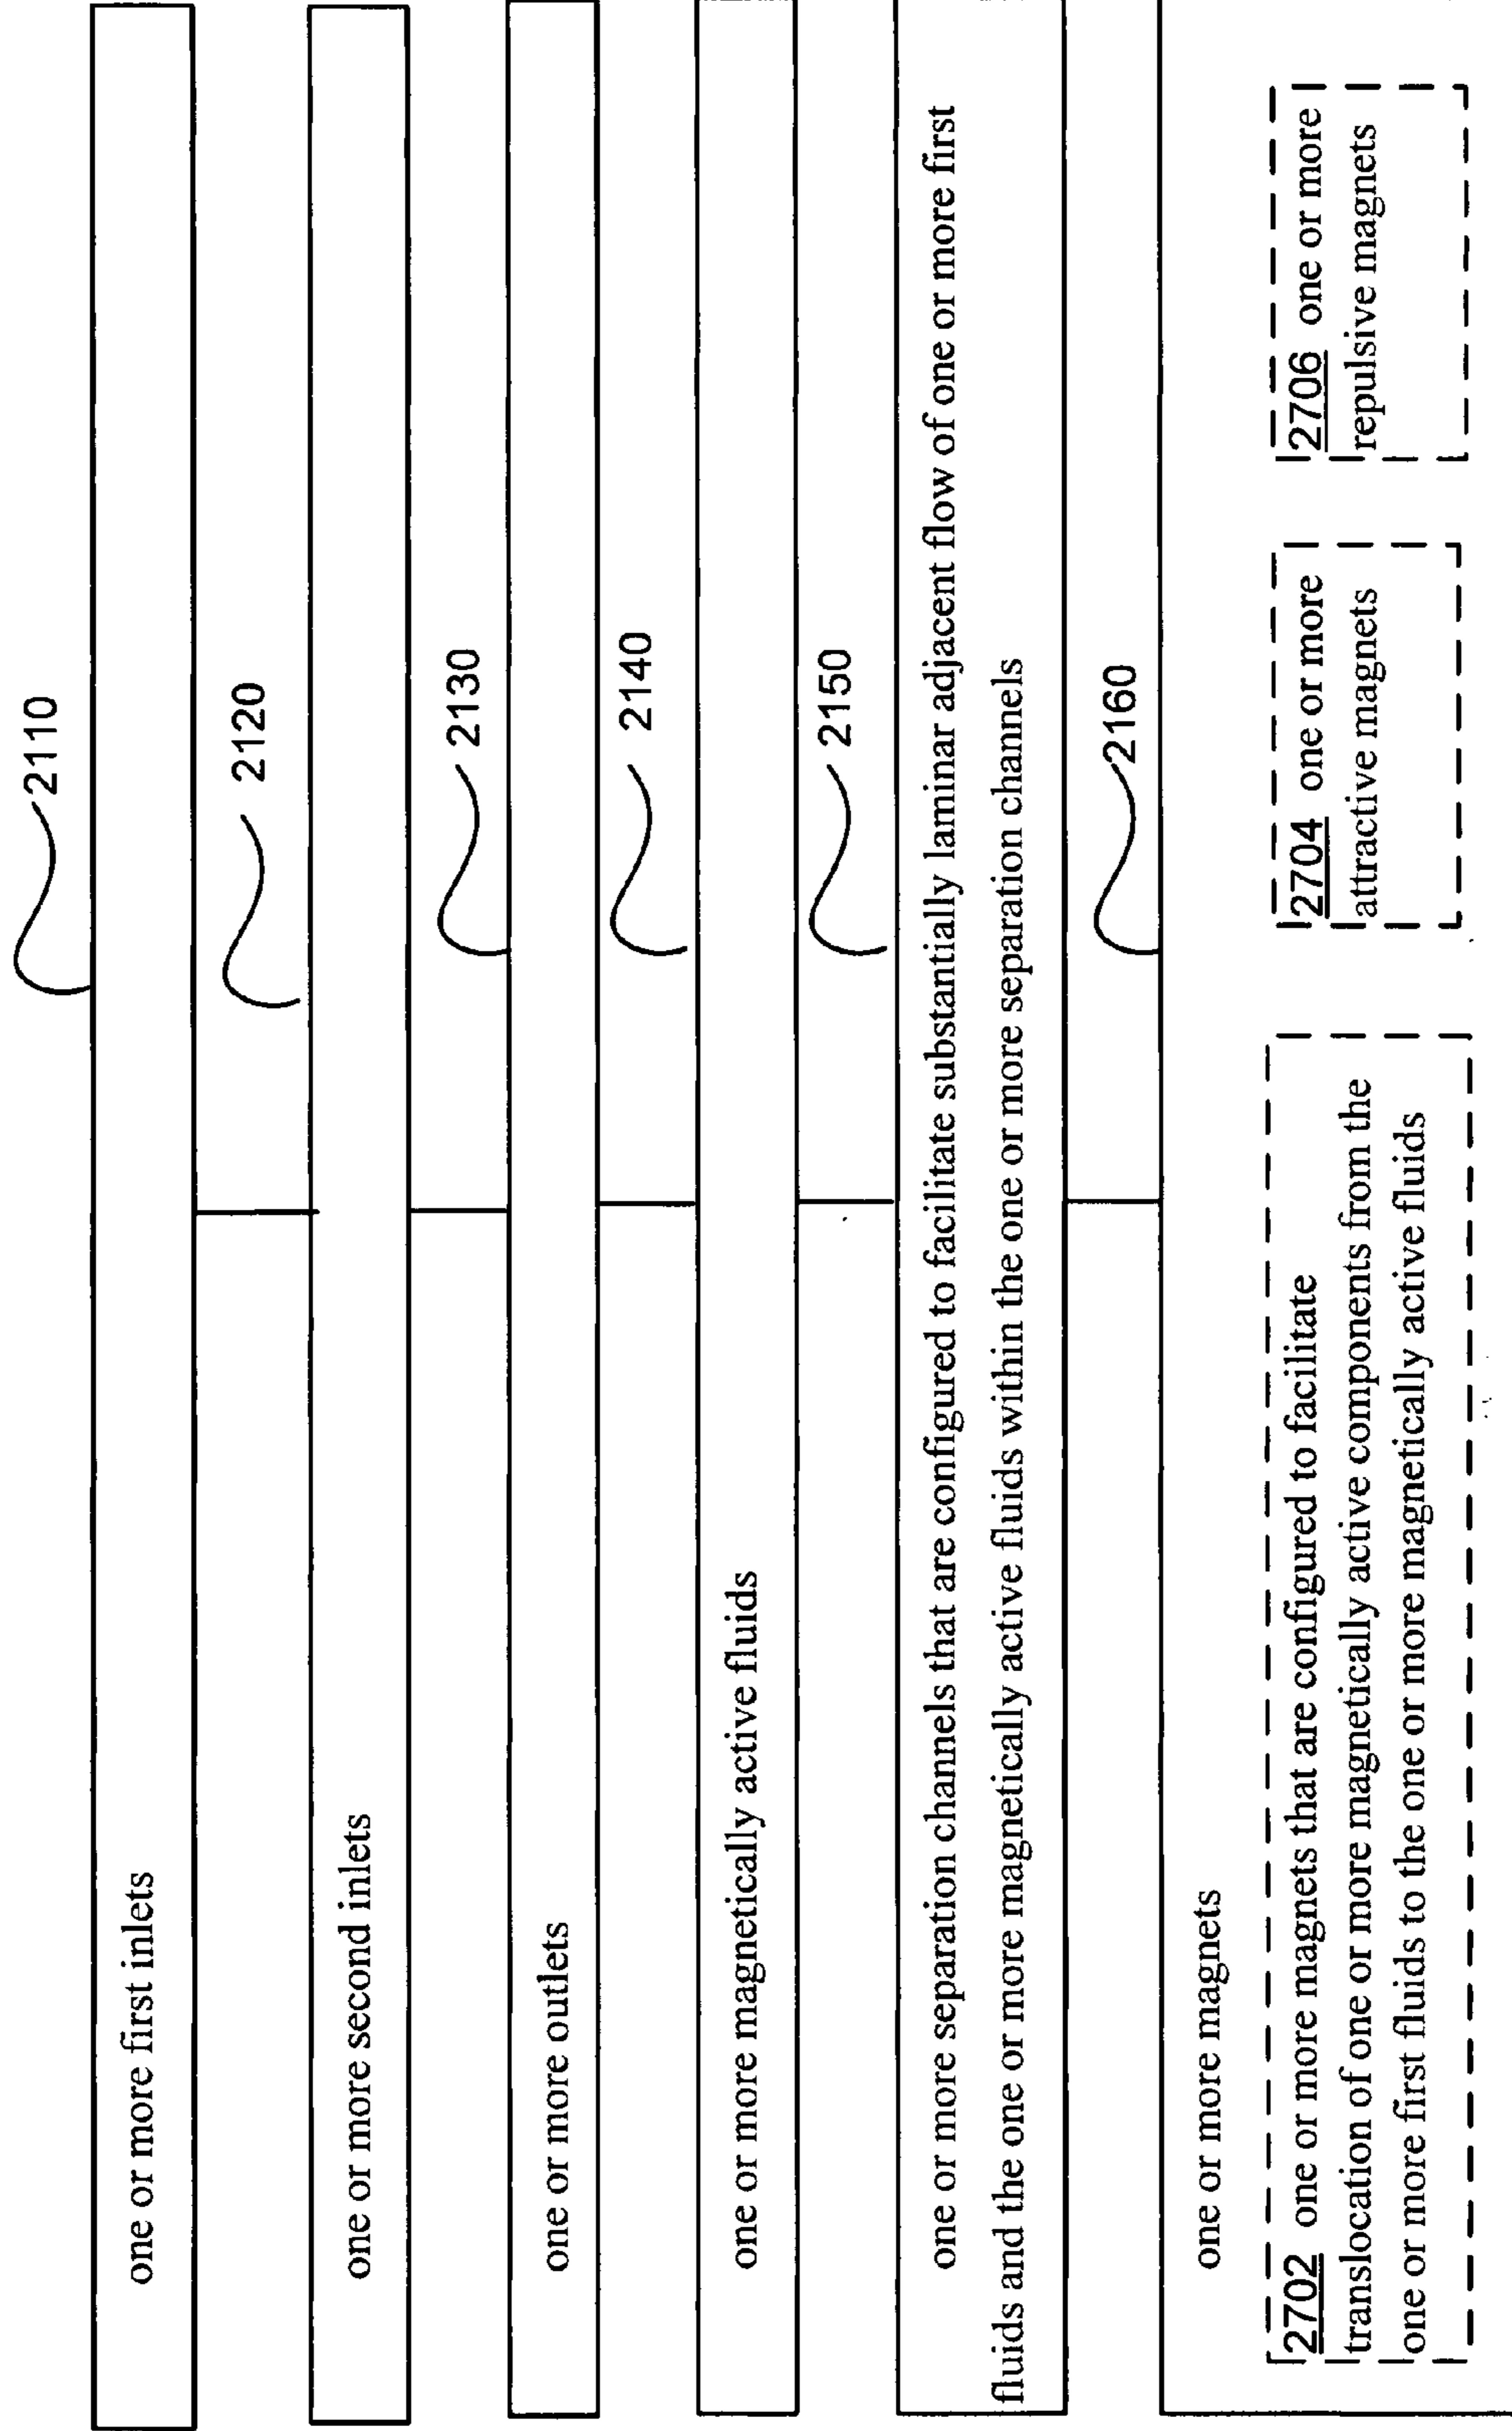 2110
one or more first inlets
2120
one or more second inlets
2130
one or more outlets
2140
one or more magnetically active fluids
2150
one or more separation channels that are configured to facilitate substantially laminar adjacent flow of one or more first
fluids and the one or more magnetically active fluids within the one or more separation channels
2160
one or more magnets
2702 one or more magnets that are configured to facilitate
translocation of one or more magnetically active components from the
one or more first fluids to the one or more magnetically active fluids
2704 one or more
attractive magnets
2706 one or more
repulsive magnets